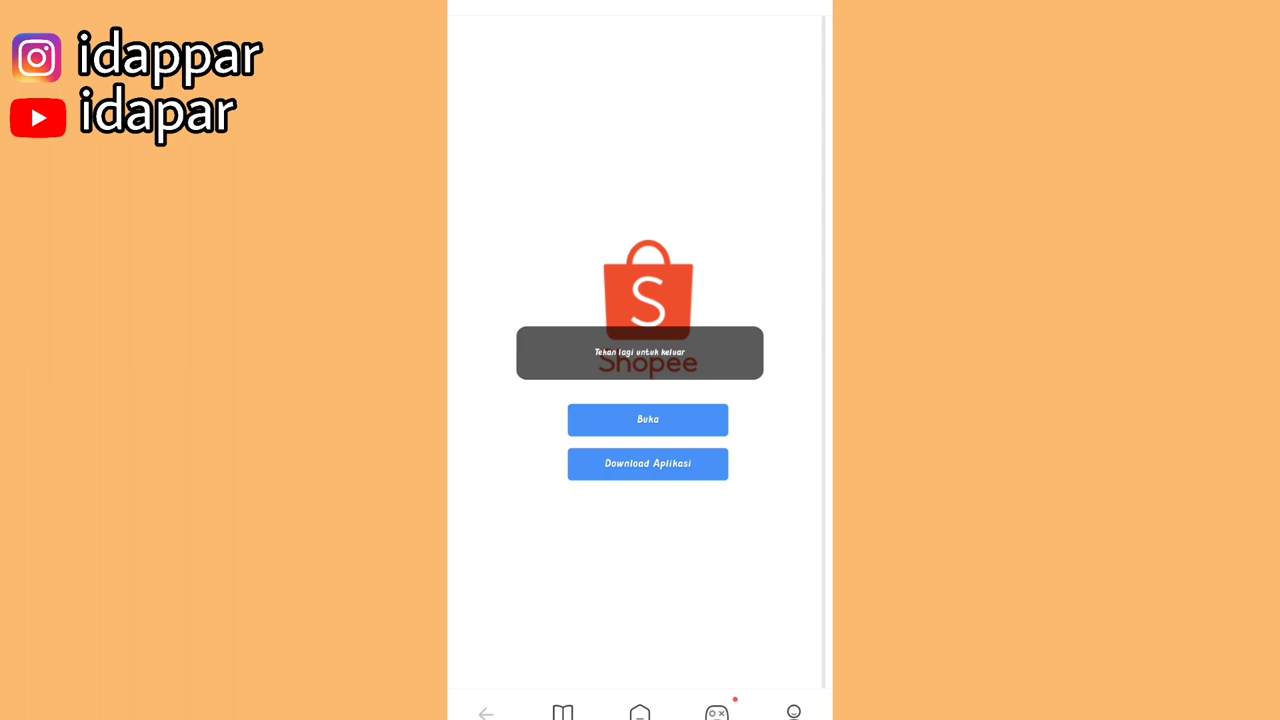 idappar
idapar
S
Tekan lagi untuk keluar
Shopee
Buka
Download Aplikasi